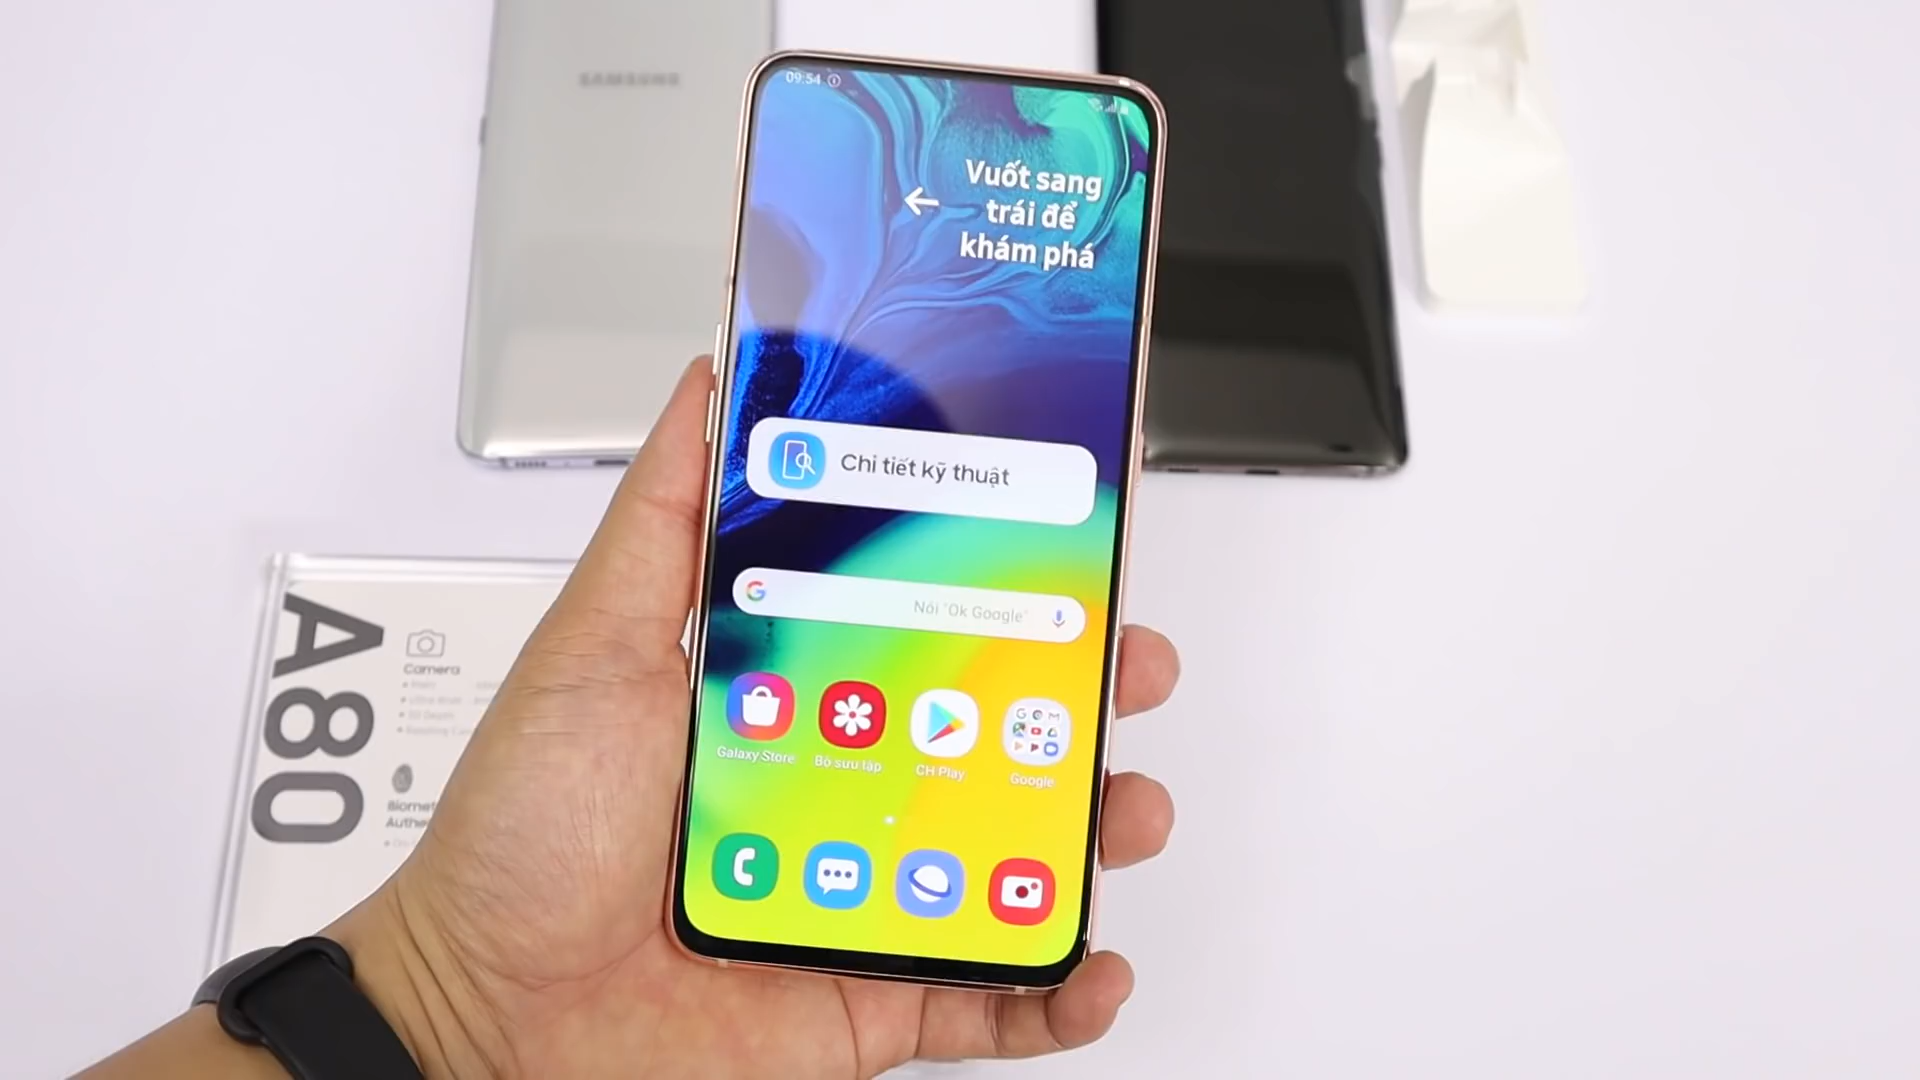 SAMSUNG
09:54
Vuốt sang
trái để
khám phá
Chi tiết kỹ thuật
G
Nói "Ok Google"
Galaxy Store
Bộ sưu tập
CH Play
Google
A80
Camera